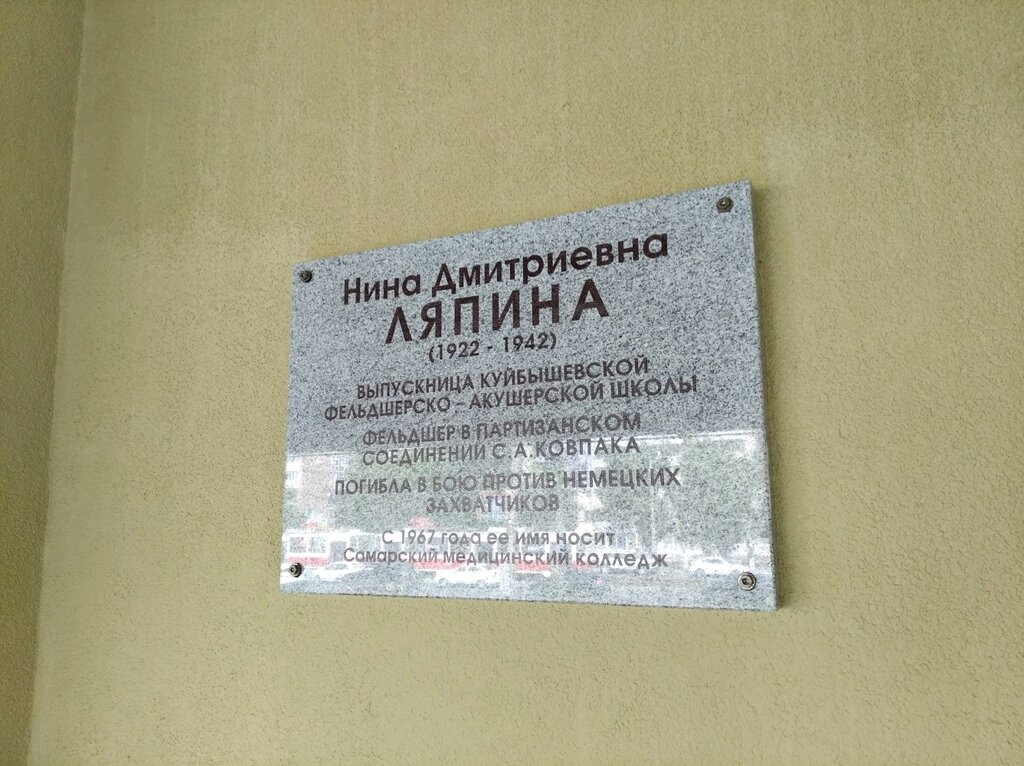 Нина Дмитриевна
ЛЯПИНА
(1922 - 1942)
ВЫПУСКНИЦА КУЙБЫШЕВСКОЙ
ФЕЛЬДШЕРСКО - АКУШЕРСКОЙ ШКОЛЫ
ФЕЛЬДШЕР В ПАРТИЗАНСКОМ
СОЕДИНЕНИИ С.А.КОВПАКА
ПОГИБЛА В БОЮ ПРОТИВ НЕМЕЦКИХ
ЗАХВАТЧИКОВ
С 1967 года ее имя носит
Самарский медицинский колледж